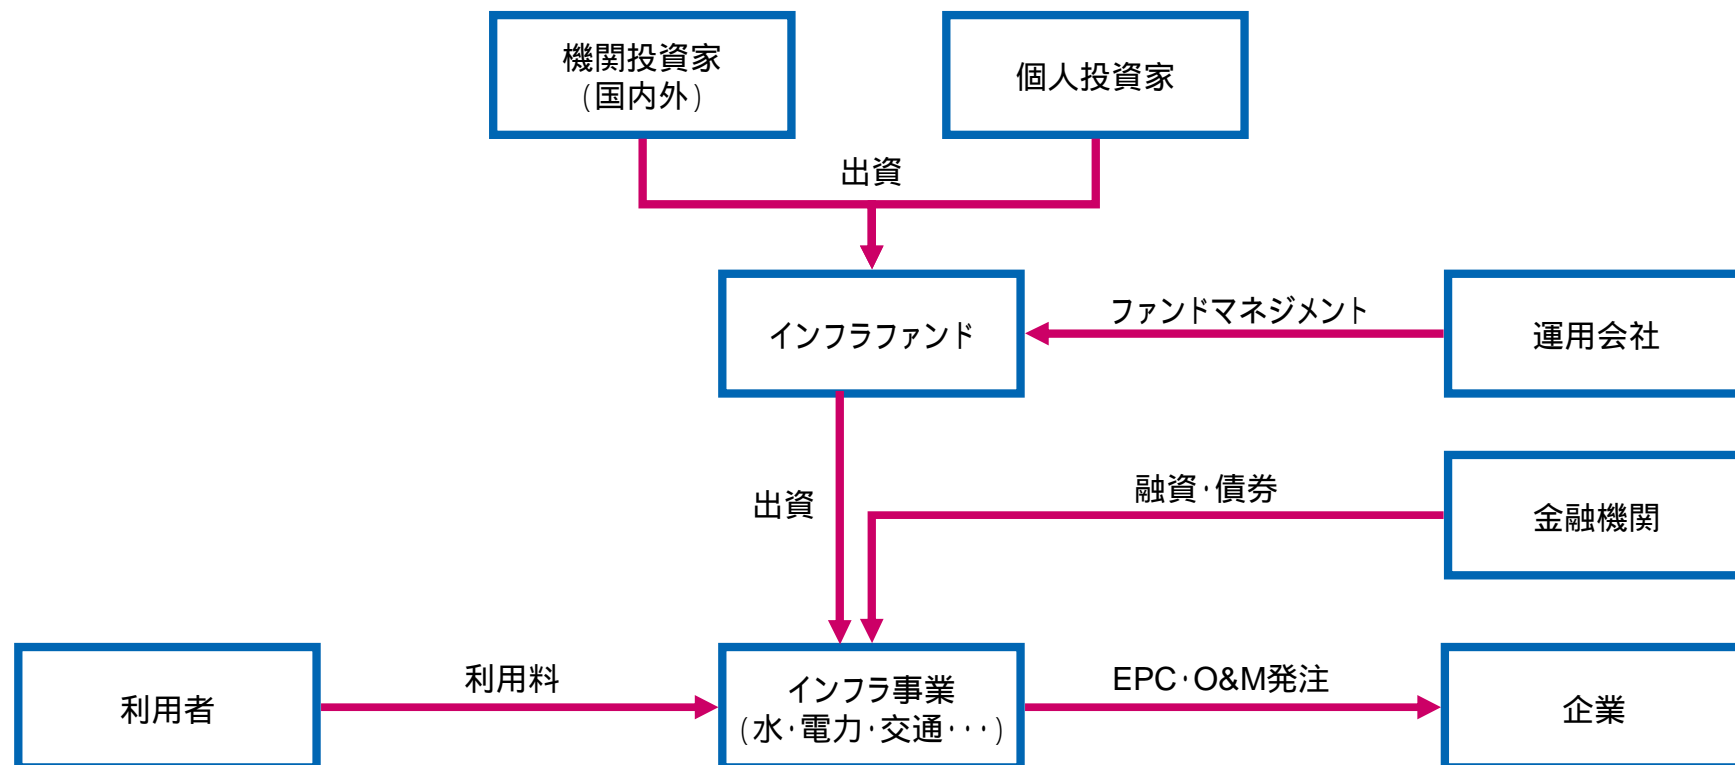 機関投資家
（国内外）
個人投資家
出資
インフラファンド
ファンドマネジメント
運用会社
出資
融資・債券
金融機関
利用者
利用料
インフラ事業
（水・電力・交通・・・）
EPC・O&M発注
企業